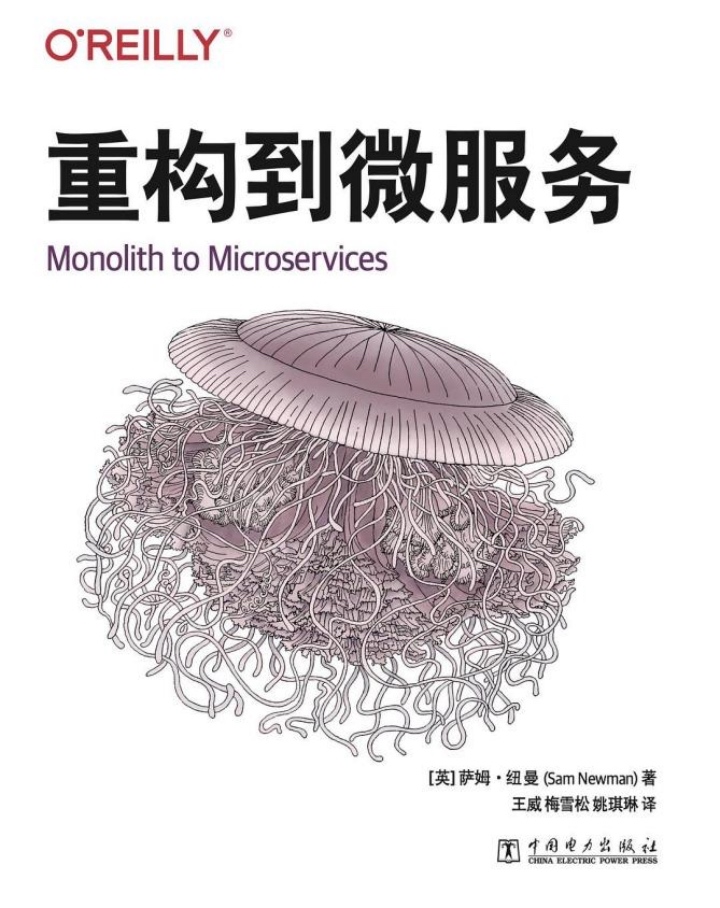 O'REILLY®
重构到微服务
Monolith to Microservices
[英] 萨姆·纽曼 (Sam Newman) 著
王威 梅雪松 姚琪琳 译
中国电力出版社
CHINA ELECTRIC POWER PRESS